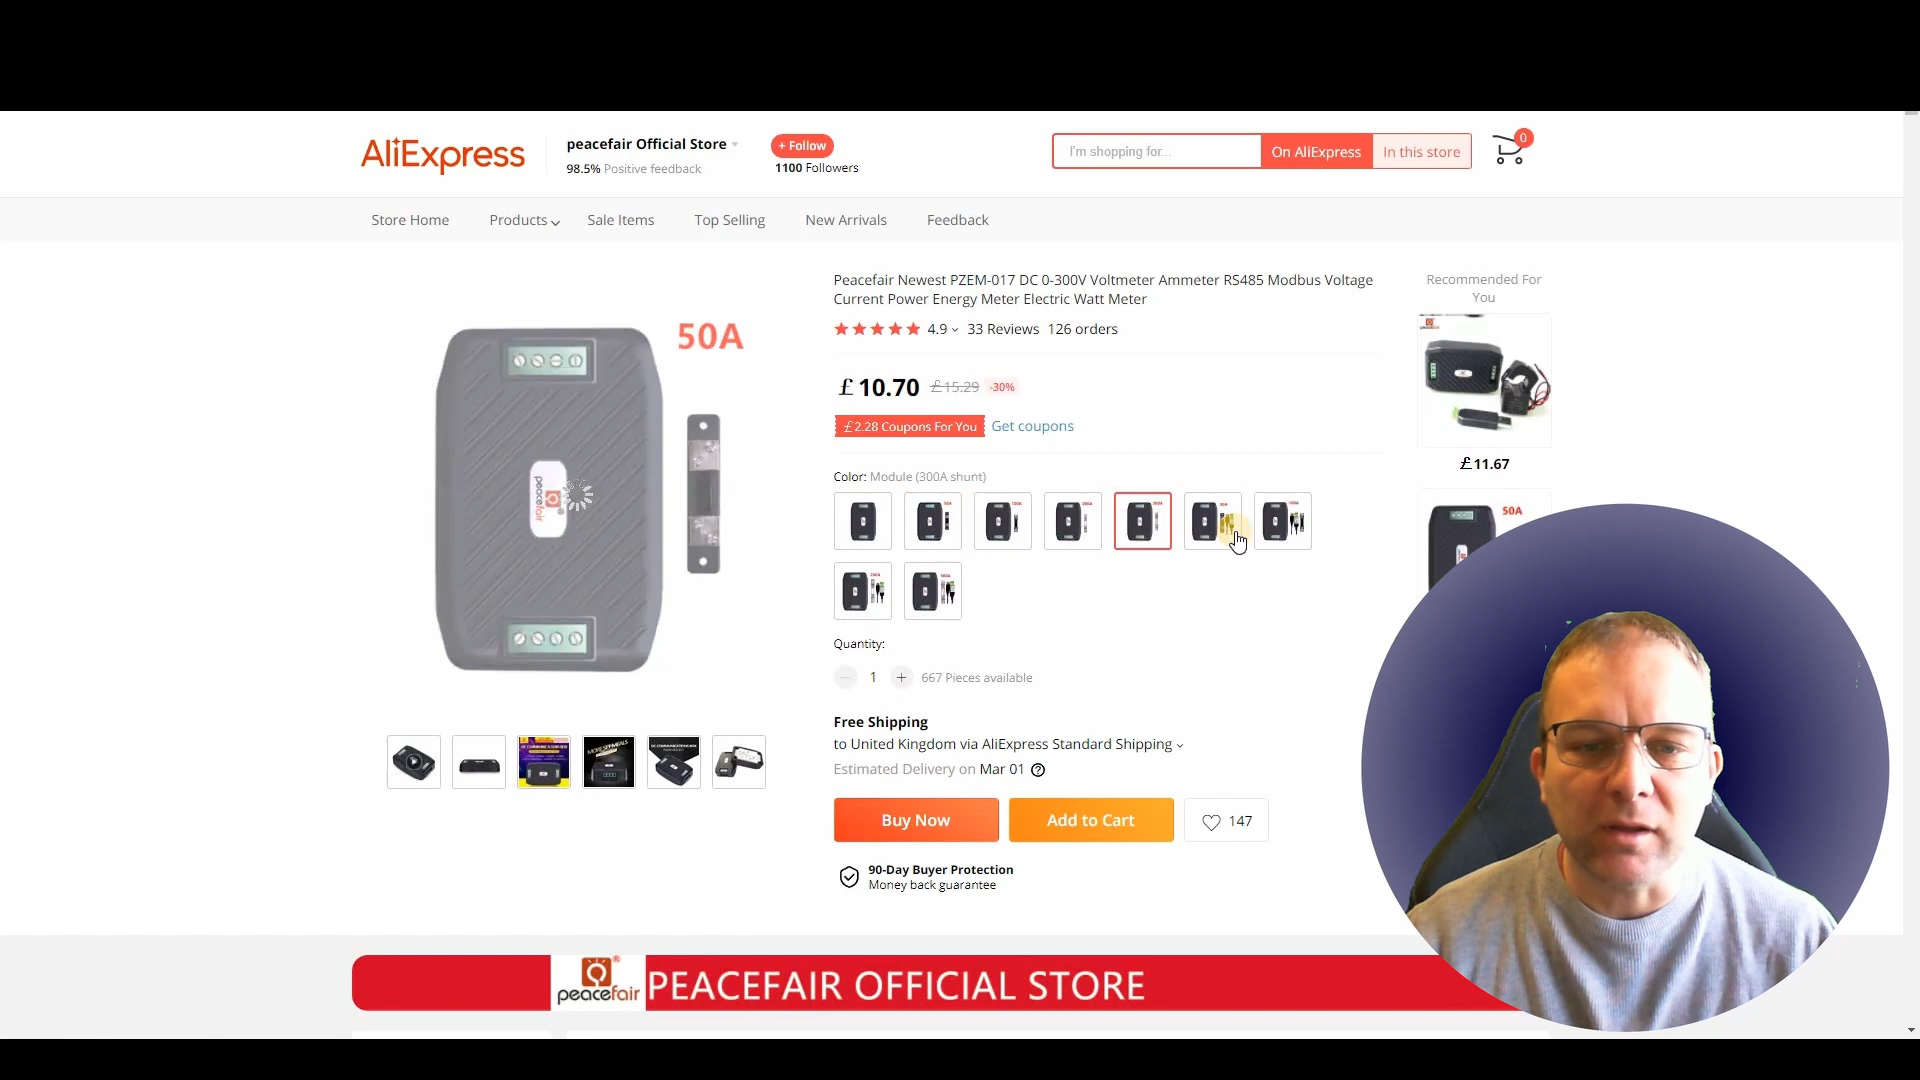 AliExpress
peacefair Official Store
98.5% Positive feedback
+ Follow
1100 Followers
I'm shopping for...
On AliExpress
In this store
0
Store Home
Products
Sale Items
Top Selling
New Arrivals
Feedback
Peacefair Newest PZEM-017 DC 0-300V Voltmeter Ammeter RS485 Modbus Voltage
Current Power Energy Meter Electric Watt Meter
4.9
33 Reviews
126 orders
£ 10.70
£ 15.29
-30%
£ 2.28 Coupons For You
Get coupons
Color: Module (300A shunt)
Quantity:
1
+
667 Pieces available
Free Shipping
to United Kingdom via AliExpress Standard Shipping
Estimated Delivery on Mar 01
Buy Now
Add to Cart
147
90-Day Buyer Protection
Money back guarantee
50A
peacefair
Recommended For
You
£ 11.67
50A
peacefair
PEACEFAIR OFFICIAL STORE